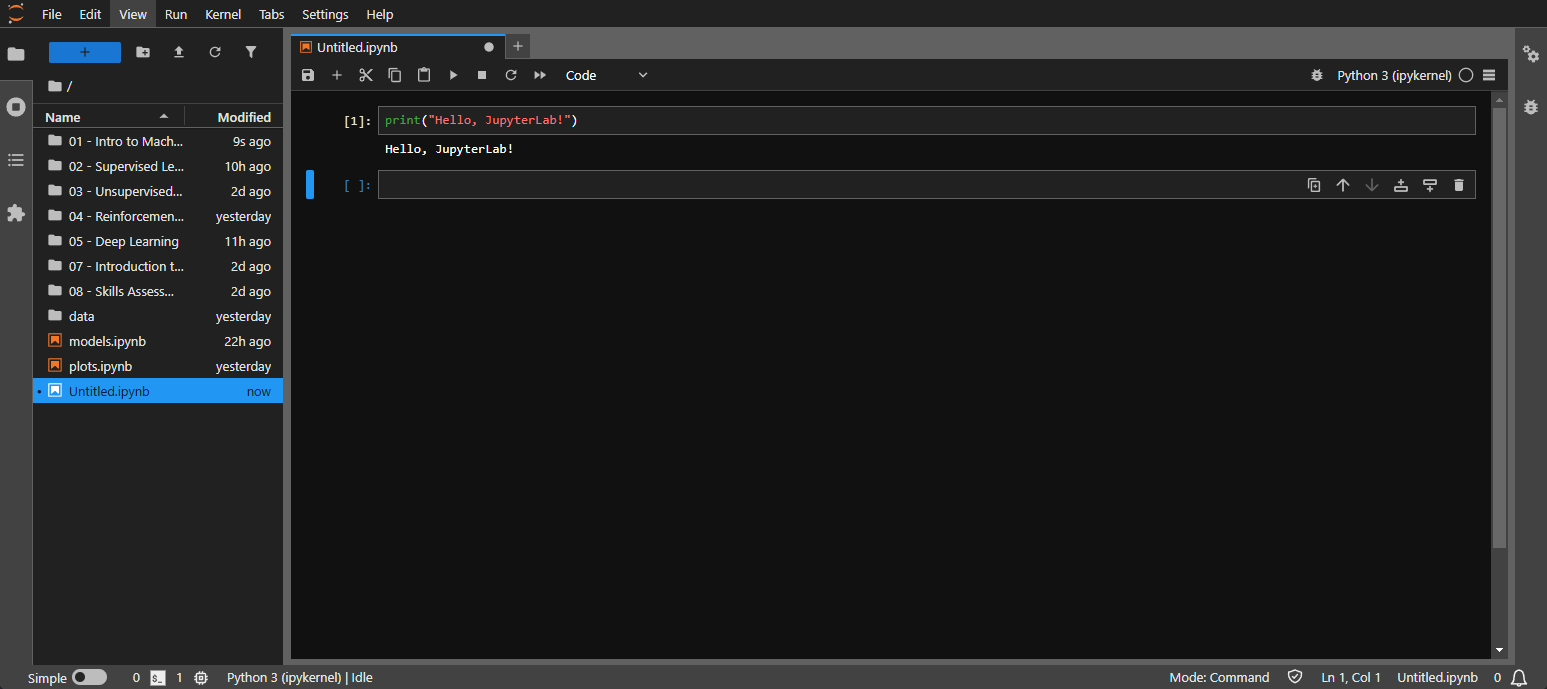 File Edit View Run Kernel Tabs Settings Help
Untitled.ipynb
Code
Python 3 (ipykernel)
/
Name Modified
01 - Intro to Mach... 9s ago
02 - Supervised Le... 10h ago
03 - Unsupervised... 2d ago
04 - Reinforcemen... yesterday
05 - Deep Learning 11h ago
07 - Introduction t... 2d ago
08 - Skills Assess... 2d ago
data yesterday
models.ipynb 22h ago
plots.ipynb yesterday
Untitled.ipynb now
[1]: print("Hello, JupyterLab!")
Hello, JupyterLab!
[ ]:
Simple 0 $_ 1 Python 3 (ipykernel) | Idle Mode: Command Ln 1, Col 1 Untitled.ipynb 0